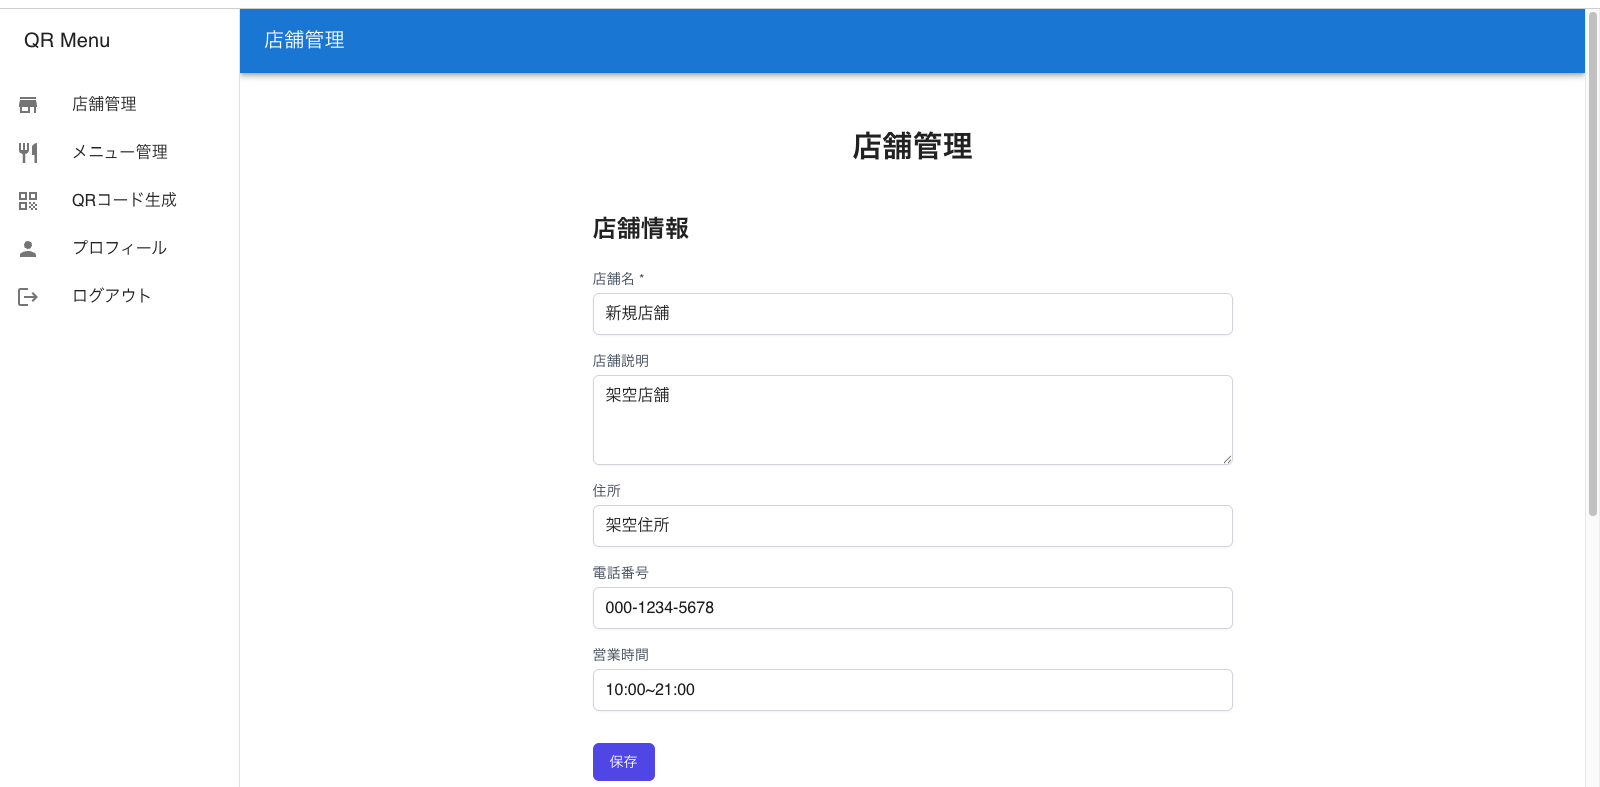 QR Menu
店舗管理
メニュー管理
QRコード生成
プロフィール
ログアウト
店舗管理
店舗管理
店舗情報
店舗名 *
新規店舗
店舗説明
架空店舗
住所
架空住所
電話番号
000-1234-5678
営業時間
10:00~21:00
保存